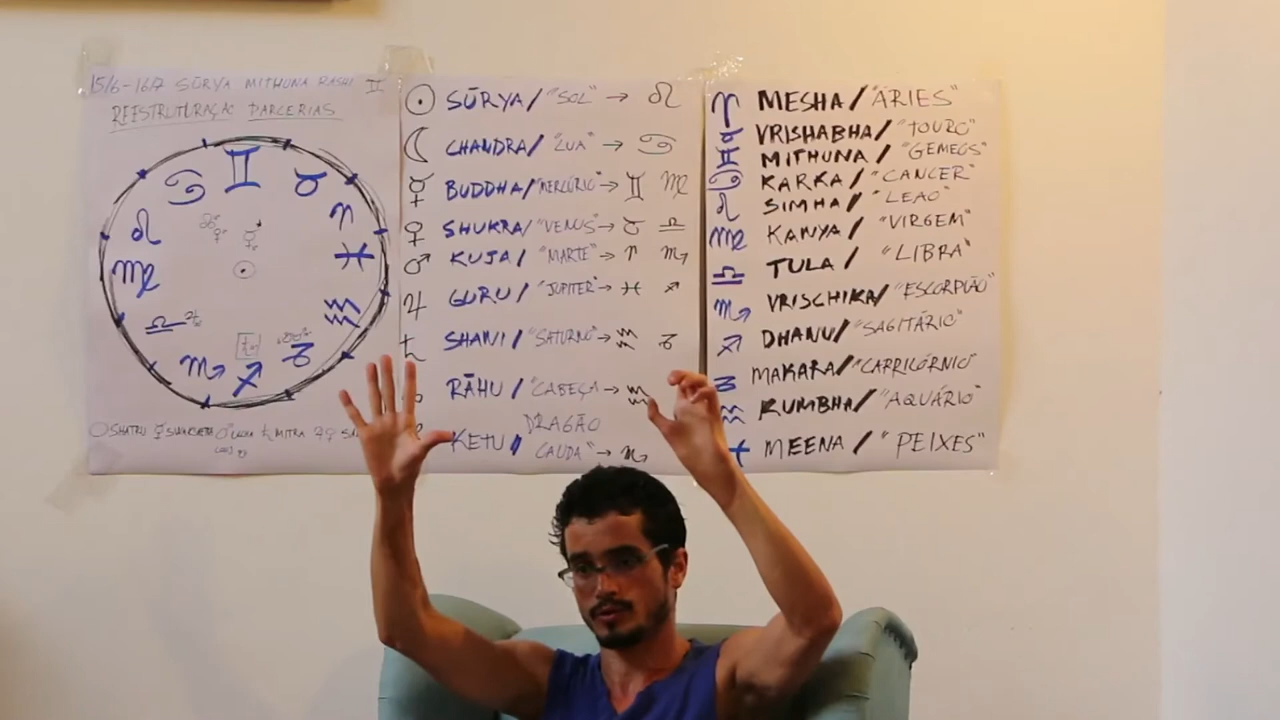 15/6-16/7 SŪRYA MITHUNA RASHI ♊
REESTRUTURAÇÃO PARCERIAS
☉ SŪRYA/ "SOL" → ♌
☾ CHANDRA/ "LUA" → ♋
☿ BUDDHA/ "MERCÚRIO" → ♊ ♍
♀ SHUKRA/ "VENUS" → ♉ ♎
♂ KUJA/ "MARTE" → ♈ ♏
♃ GURU/ "JUPITER" → ♓ ♐
♄ SHANI/ "SATURNO" → ♒ ♑
RĀHU/ "CABEÇA → ♒
DRAGÃO
KETU/ CAUDA" → ♏
♈ MESHA/ "ÁRIES"
♉ VRISHABHA/ "TOURO"
♊ MITHUNA/ "GEMEOS"
♋ KARKA/ "CANCER"
♌ SIMHA/ "LEAO"
♍ KANYA/ "VIRGEM"
♎ TULA/ "LIBRA"
♏ VRISCHIKA/ "ESCORPIÃO"
♐ DHANU/ "SAGITÁRIO"
♑ MAKARA/ "CAPRICÓRNIO"
♒ KUMBHA/ "AQUÁRIO"
♓ MEENA/ "PEIXES"
♋ ♊ ♉
♌ ♈
♍ ♓
♎ ♒
♏ ♐ ♑
SHATRU
MITRA